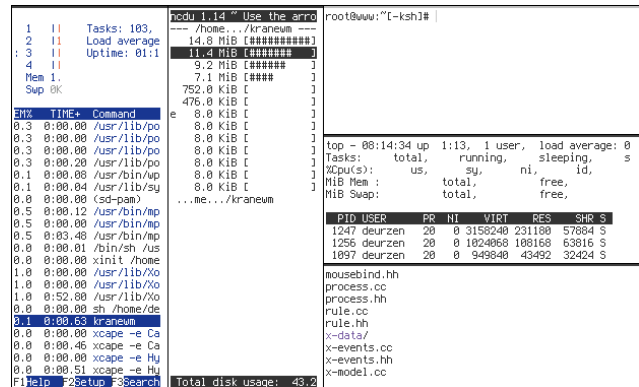 1 || Tasks: 103,
2 || Load average
: 3 || Uptime: 01:1
4 ||
Mem 1.
Swp 0K
EM% TIME+ Command
0.3 0:00.00 /usr/lib/po
0.3 0:00.00 /usr/lib/po
0.3 0:00.00 /usr/lib/po
0.3 0:00.20 /usr/lib/po
0.1 0:00.08 /usr/bin/wp
0.1 0:00.04 /usr/lib/sy
0.0 0:00.00 (sd-pam)
0.5 0:00.12 /usr/bin/mp
0.5 0:00.00 /usr/bin/mp
0.5 0:03.48 /usr/bin/mp
0.0 0:00.01 /bin/sh /us
0.0 0:00.00 xinit /home
1.0 0:00.00 /usr/lib/Xo
1.0 0:00.00 /usr/lib/Xo
1.0 0:52.80 /usr/lib/Xo
0.0 0:00.00 sh /home/de
0.1 0:00.63 kranewm
0.0 0:00.00 xcape -e Ca
0.0 0:00.46 xcape -e Ca
0.0 0:00.00 xcape -e Hy
0.0 0:00.51 xcape -e Hy
F1Help F2Setup F3Search
ncdu 1.14 ~ Use the arro
--- /home.../kranewm ---
14.8 MiB [##########]
11.4 MiB [####### ]
9.2 MiB [###### ]
7.1 MiB [#### ]
752.0 KiB [ ]
476.0 KiB [ ]
e 8.0 KiB [ ]
8.0 KiB [ ]
8.0 KiB [ ]
8.0 KiB [ ]
8.0 KiB [ ]
8.0 KiB [ ]
8.0 KiB [ ]
...me.../kranewm
Total disk usage: 43.2
root@www:~[-ksh]#
top - 08:14:34 up 1:13, 1 user, load average: 0
Tasks: total, running, sleeping, s
%Cpu(s): us, sy, ni, id,
MiB Mem : total, free,
MiB Swap: total, free,
PID USER PR NI VIRT RES SHR S
1247 deurzen 20 0 3158240 231180 57884 S
1256 deurzen 20 0 1024068 108168 63816 S
1097 deurzen 20 0 949840 43492 32424 S
mousebind.hh
process.cc
process.hh
rule.cc
rule.hh
x-data/
x-events.cc
x-events.hh
x-model.cc